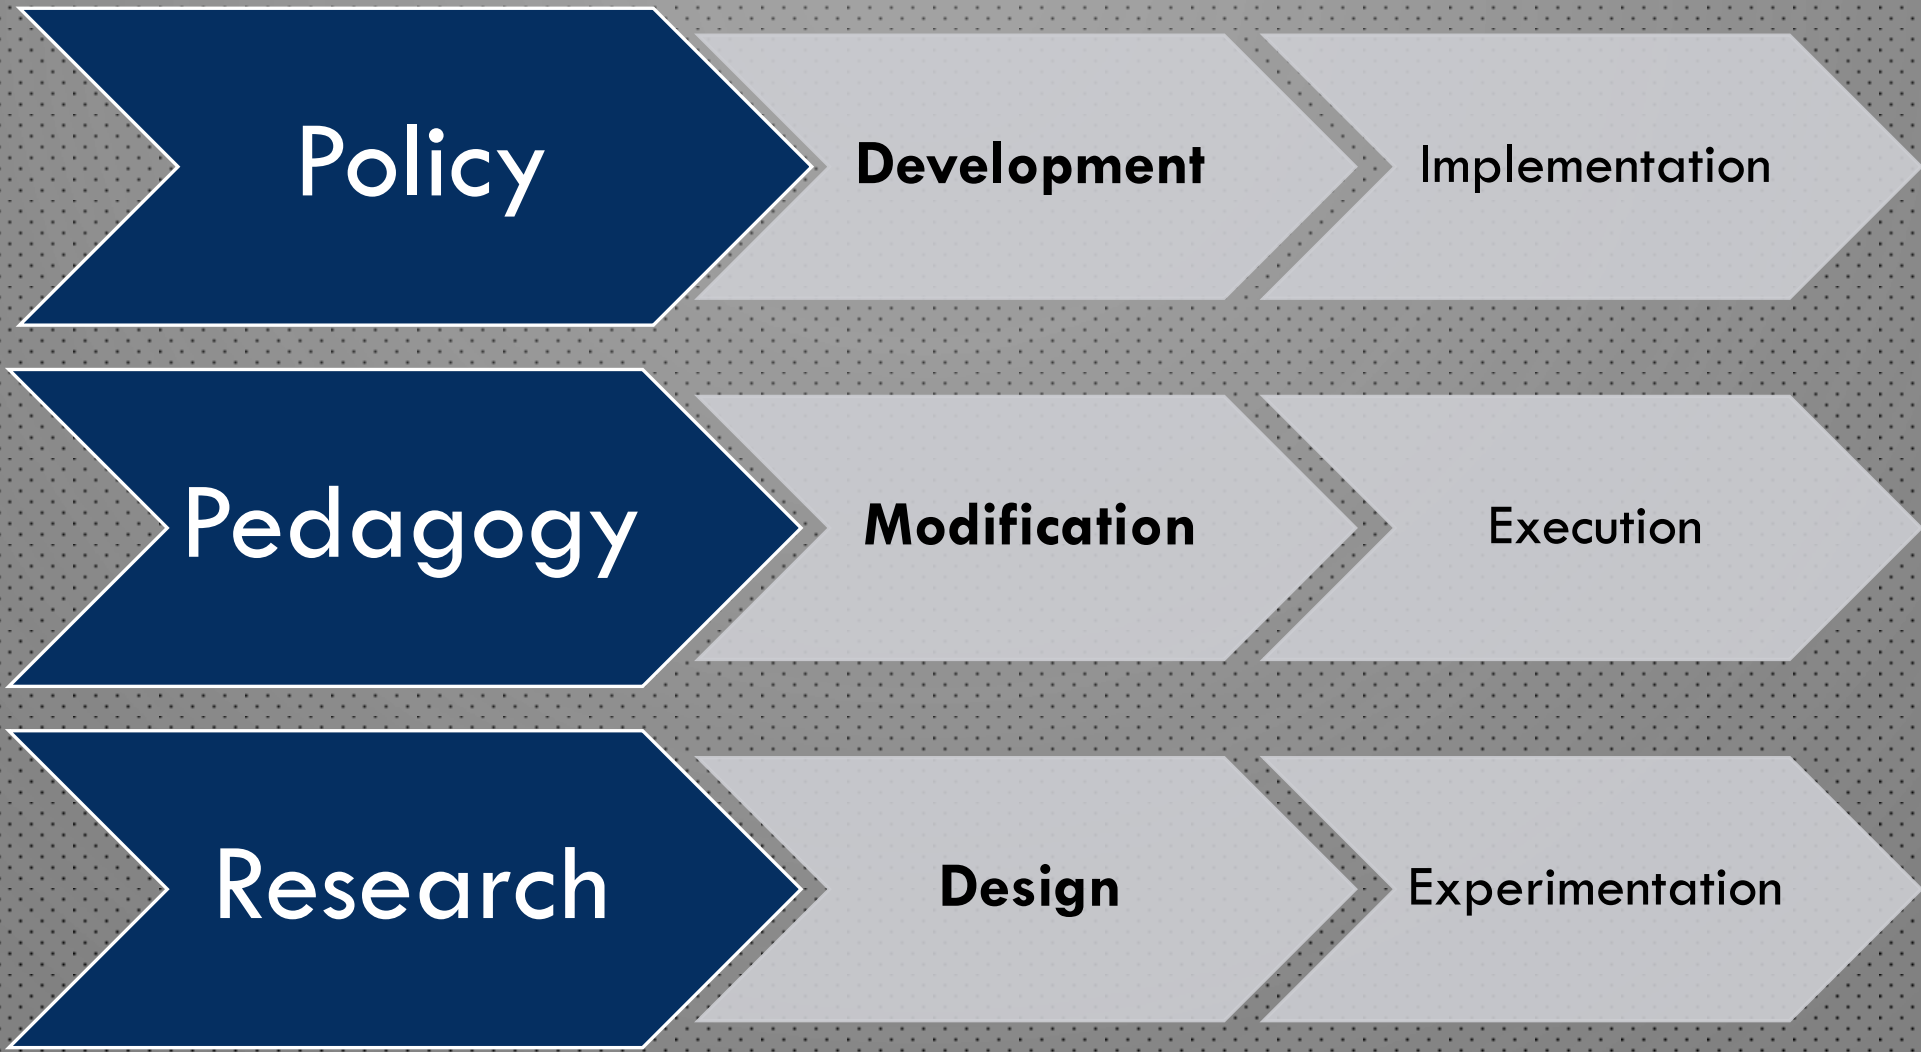 Policy
Development
Implementation
Pedagogy
Modification
Execution
Research
Design
Experimentation